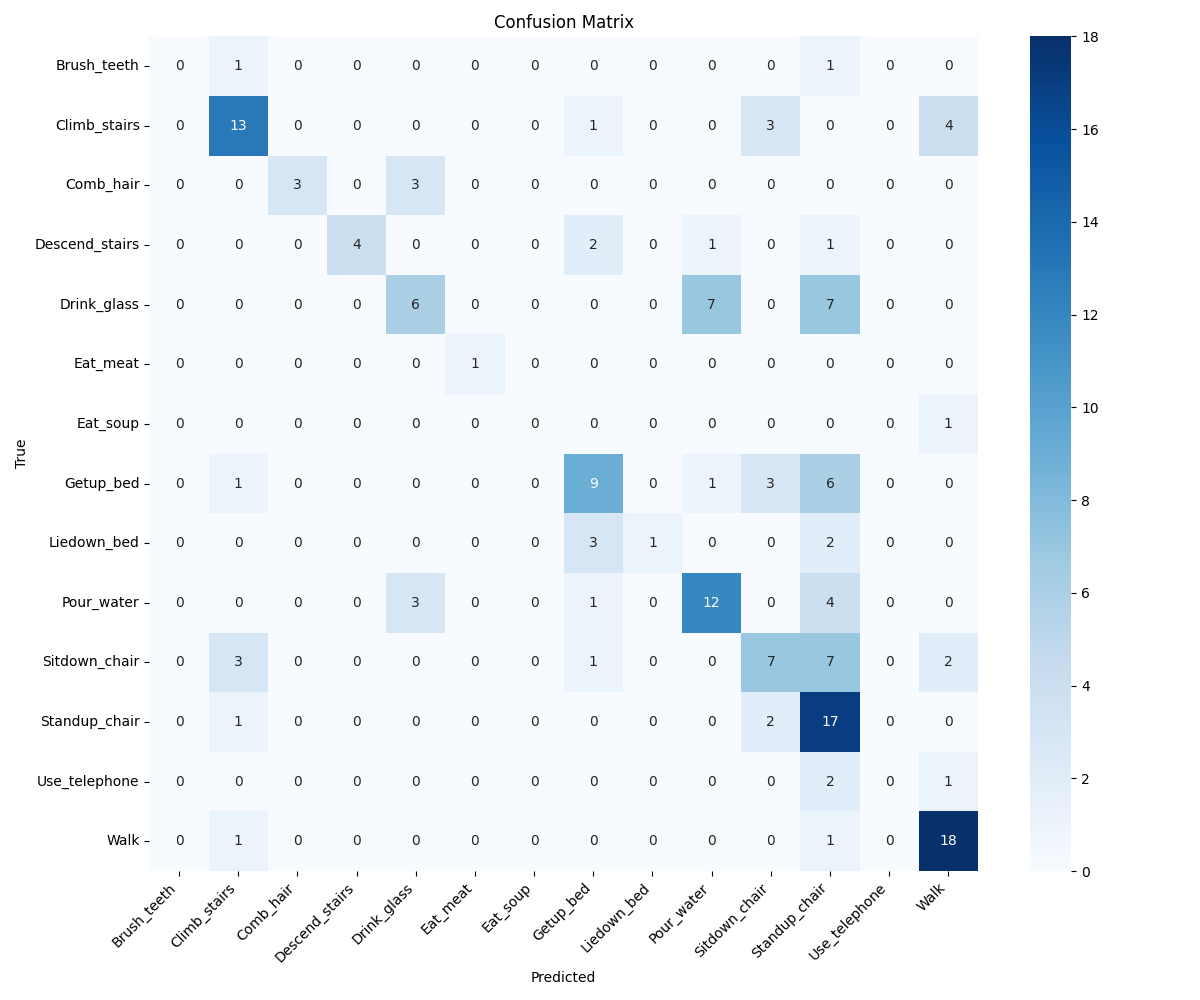 Confusion Matrix
Brush_teeth 0 1 0 0 0 0 0 0 0 0 0 1 0 0
Climb_stairs 0 13 0 0 0 0 0 1 0 0 3 0 0 4
Comb_hair 0 0 3 0 3 0 0 0 0 0 0 0 0 0
Descend_stairs 0 0 0 4 0 0 0 2 0 1 0 1 0 0
Drink_glass 0 0 0 0 6 0 0 0 0 7 0 7 0 0
Eat_meat 0 0 0 0 0 1 0 0 0 0 0 0 0 0
Eat_soup 0 0 0 0 0 0 0 0 0 0 0 0 0 1
Getup_bed 0 1 0 0 0 0 0 9 0 1 3 6 0 0
Liedown_bed 0 0 0 0 0 0 0 3 1 0 0 2 0 0
Pour_water 0 0 0 0 3 0 0 1 0 12 0 4 0 0
Sitdown_chair 0 3 0 0 0 0 0 1 0 0 7 7 0 2
Standup_chair 0 1 0 0 0 0 0 0 0 0 2 17 0 0
Use_telephone 0 0 0 0 0 0 0 0 0 0 0 2 0 1
Walk 0 1 0 0 0 0 0 0 0 0 0 1 0 18
True
Brush_teeth Climb_stairs Comb_hair Descend_stairs Drink_glass Eat_meat Eat_soup Getup_bed Liedown_bed Pour_water Sitdown_chair Standup_chair Use_telephone Walk
Predicted
18
16
14
12
10
8
6
4
2
0